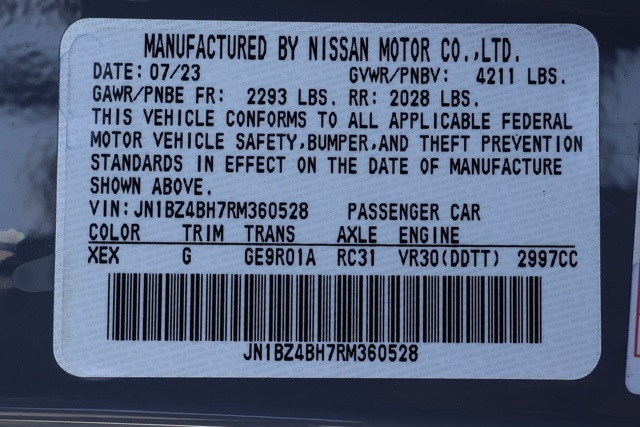 MANUFACTURED BY NISSAN MOTOR CO.,LTD.
DATE: 07/23 GVWR/PNBV: 4211 LBS.
GAWR/PNBE FR: 2293 LBS. RR: 2028 LBS.
THIS VEHICLE CONFORMS TO ALL APPLICABLE FEDERAL
MOTOR VEHICLE SAFETY,BUMPER,AND THEFT PREVENTION
STANDARDS IN EFFECT ON THE DATE OF MANUFACTURE
SHOWN ABOVE.
VIN: JN1BZ4BH7RM360528 PASSENGER CAR
COLOR TRIM TRANS AXLE ENGINE
XEX G GE9R01A RC31 VR30(DDTT) 2997CC
JN1BZ4BH7RM360528